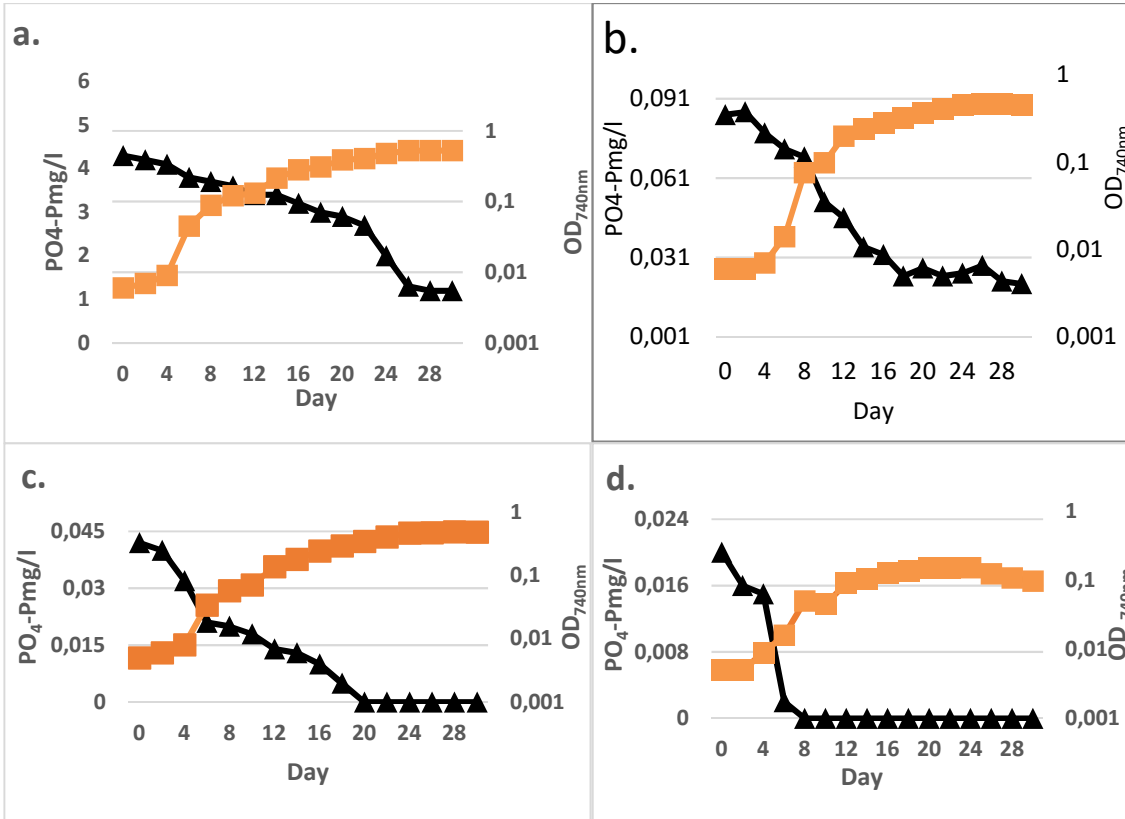 a.
PO4-Pmg/l
6
5
4
3
2
1
0
1
0,1
0,01
0,001
OD740nm
0 4 8 12 16 20 24 28
Day
b.
PO4-Pmg/l
0,091
0,061
0,031
0,001
1
0,1
0,01
0,001
OD740nm
0 4 8 12 16 20 24 28
Day
c.
PO4-Pmg/l
0,045
0,03
0,015
0
1
0,1
0,01
0,001
OD740nm
0 4 8 12 16 20 24 28
Day
d.
PO4-Pmg/l
0,024
0,016
0,008
0
1
0,1
0,01
0,001
OD740nm
0 4 8 12 16 20 24 28
Day